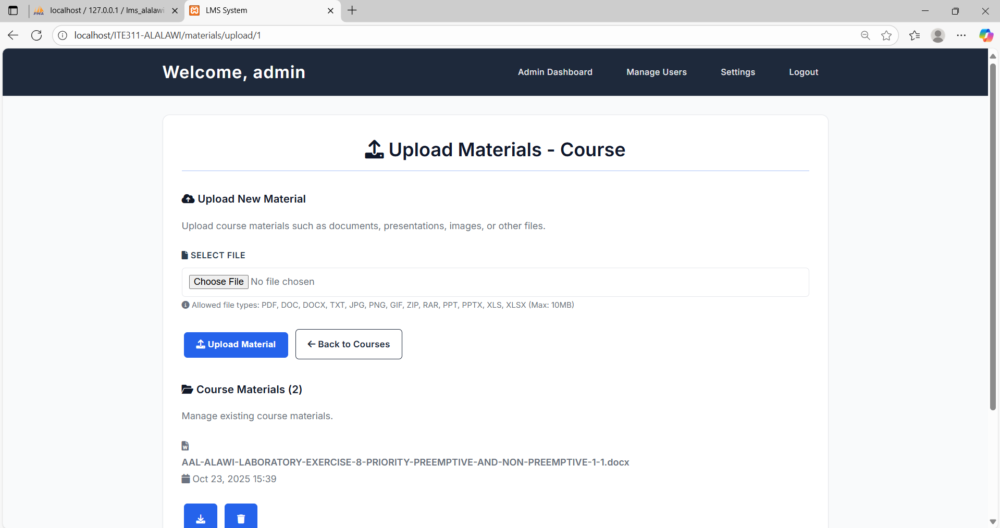 localhost / 127.0.0.1 / lms_alalawi
LMS System
localhost/ITE311-ALALAWI/materials/upload/1
Welcome, admin
Admin Dashboard
Manage Users
Settings
Logout
Upload Materials - Course
Upload New Material
Upload course materials such as documents, presentations, images, or other files.
SELECT FILE
Choose File No file chosen
Allowed file types: PDF, DOC, DOCX, TXT, JPG, PNG, GIF, ZIP, RAR, PPT, PPTX, XLS, XLSX (Max: 10MB)
Upload Material
Back to Courses
Course Materials (2)
Manage existing course materials.
AAL-ALAWI-LABORATORY-EXERCISE-8-PRIORITY-PREEMPTIVE-AND-NON-PREEMPTIVE-1-1.docx
Oct 23, 2025 15:39